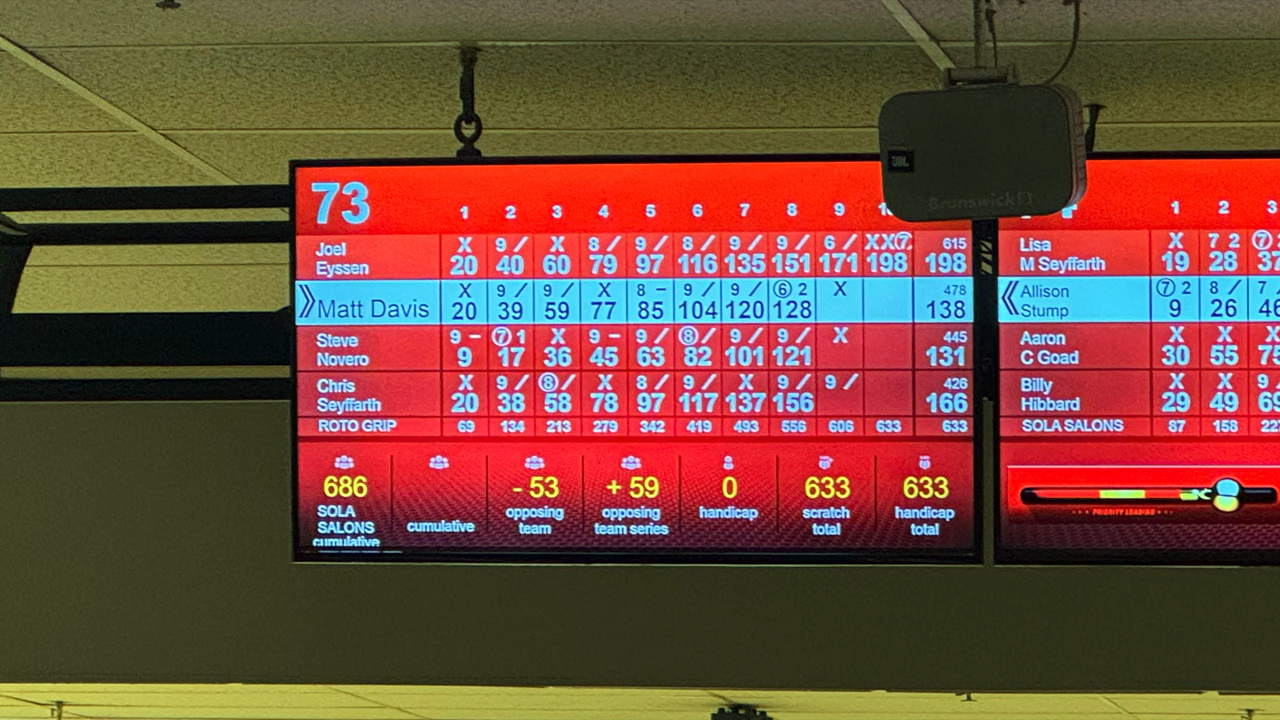 73 1 2 3 4 5 6 7 8 9
Joel X 9 / X 8 / 9 / 8 / 9 / 9 / 6 / X X ⑦ 615
Eyssen 20 40 60 79 97 116 135 151 171 198 198
X 9 / 9 / X 8 - 9 / 9 / ⑥ 2 X 478
Matt Davis 20 39 59 77 85 104 120 128 138
Steve 9 - ⑦ 1 X 9 - 9 / ⑧ / 9 / 9 / X 445
Novero 9 17 36 45 63 82 101 121 131
Chris X 9 / ⑧ / X 8 / 9 / X 9 / 9 / 426
Seyffarth 20 38 58 78 97 117 137 156 166
ROTO GRIP 69 134 213 279 342 419 493 556 606 633 633
686 - 53 + 59 0 633 633
SOLA SALONS cumulative
cumulative
opposing team
opposing team series
handicap
scratch total
handicap total
JBL
Brunswick
1 2 3
Lisa X 7 2 ⑦
M Seyffarth 19 28 37
Allison ⑦ 2 8 / 7
Stump 9 26 46
Aaron X X X
C Goad 30 55 75
Billy X X 9
Hibbard 29 49 69
SOLA SALONS 87 158
PRIORITY LOADING